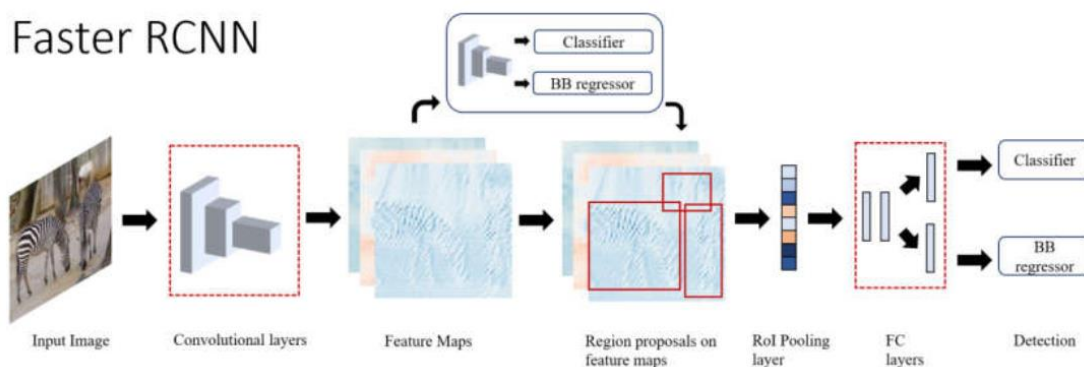 Faster RCNN
Classifier
BB regressor
Classifier
BB
regressor
Input Image
Convolutional layers
Feature Maps
Region proposals on
feature maps
RoI Pooling
layer
FC
layers
Detection